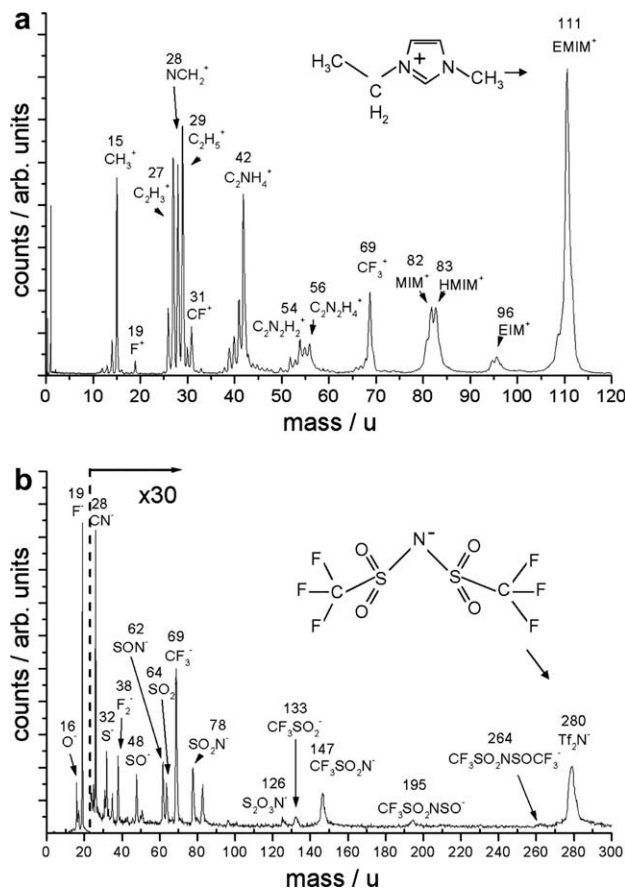 a
28
NCH₂⁺
29
C₂H₅⁺
15
CH₃⁺
27
C₂H₃⁺
42
C₂NH₄⁺
31
CF⁺
19
F⁺
54
C₂N₂H₂⁺
56
C₂N₂H₄⁺
69
CF₃⁺
82
MIM⁺
83
HMIM⁺
96
EIM⁺
111
EMIM⁺
H₃C
C
H₂
N
+
N
CH₃
counts / arb. units
0 10 20 30 40 50 60 70 80 90 100 110 120
mass / u
b
x30
19
F⁻
28
CN⁻
16
O⁻
32
S⁻
38
F₂⁻
48
SO⁻
62
SON⁻
64
SO₂⁻
69
CF₃⁻
78
SO₂N⁻
126
S₂O₃N⁻
133
CF₃SO₂⁻
147
CF₃SO₂N⁻
195
CF₃SO₂NSO⁻
264
CF₃SO₂NSOCF₃⁻
280
Tf₂N⁻
N⁻
F O O F
F C S S C F
F O O F
counts / arb. units
0 20 40 60 80 100 120 140 160 180 200 220 240 260 280 300
mass / u